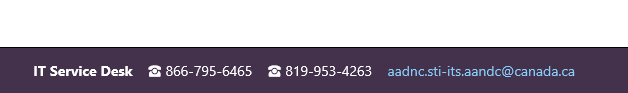 IT Service Desk ☎ 866-795-6465 ☎ 819-953-4263 aadnc.sti-its.aandc@canada.ca